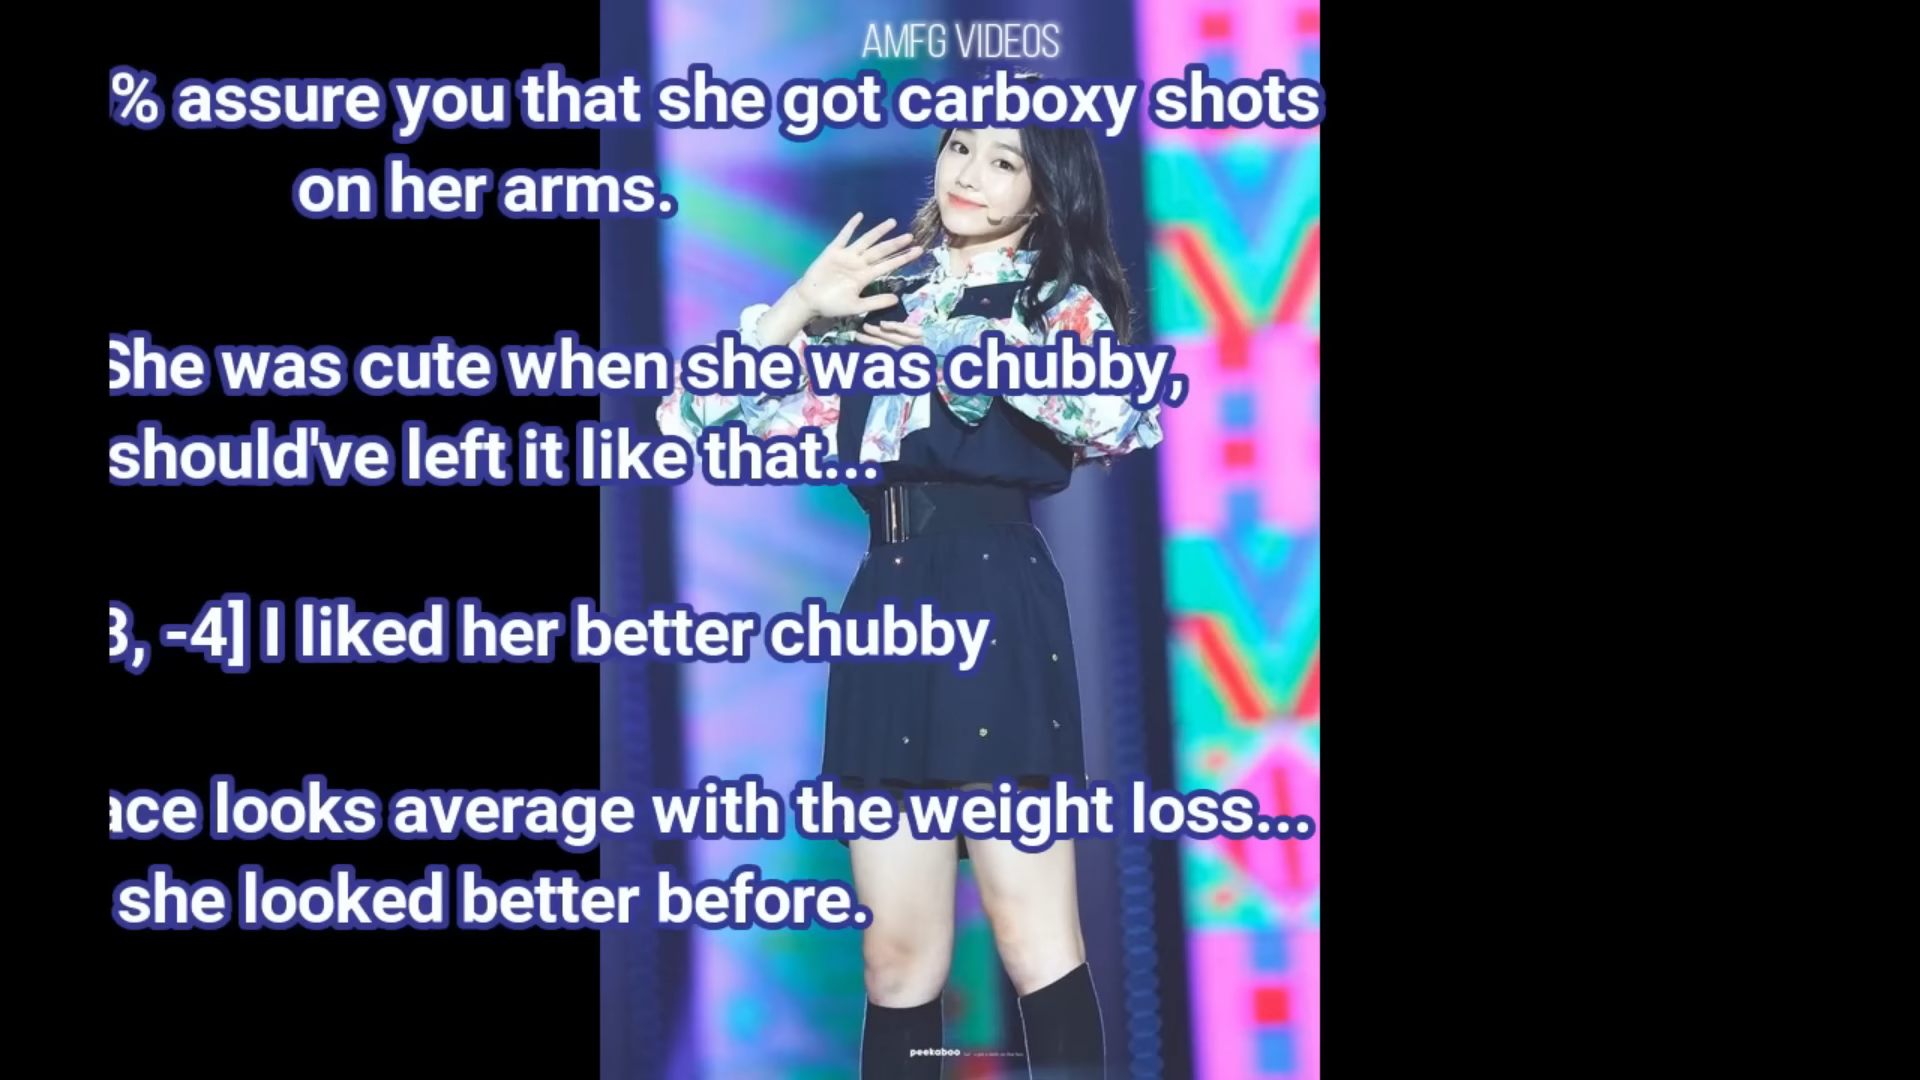 AMFG VIDEOS
% assure you that she got carboxy shots
on her arms.
She was cute when she was chubby,
should've left it like that...
, -4] I liked her better chubby
looks average with the weight loss...
she looked better before.
peekaboo